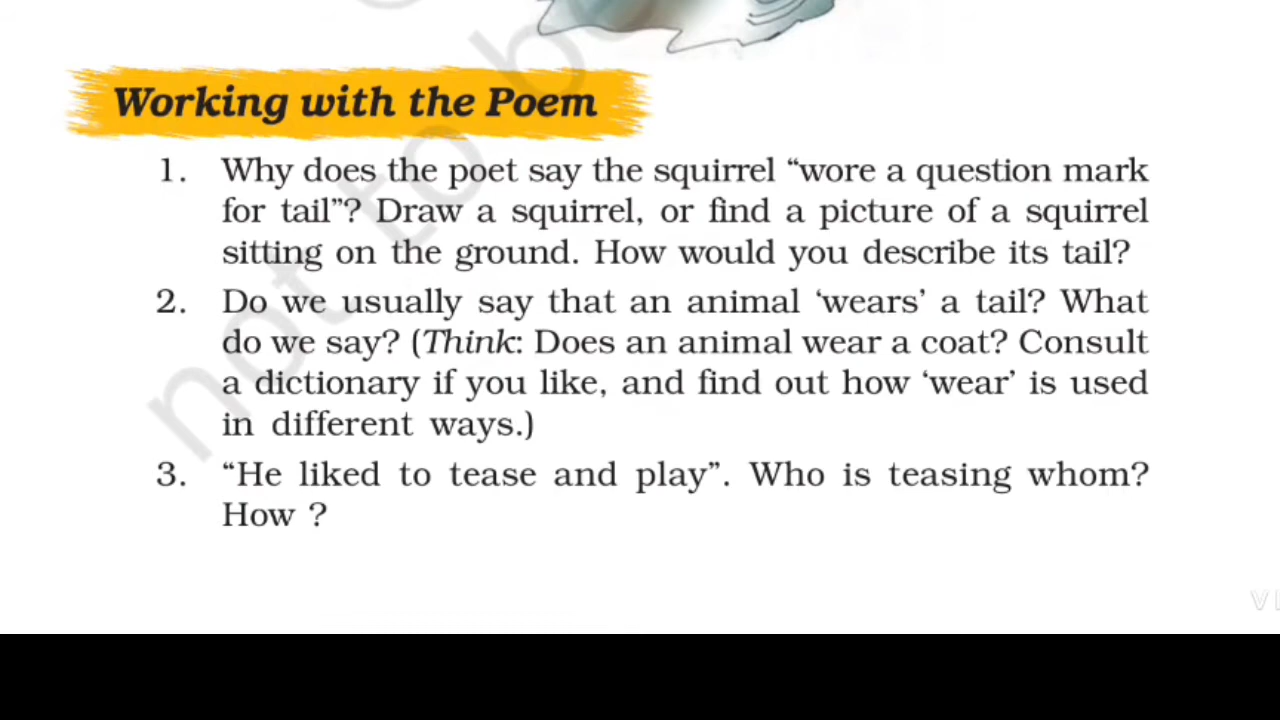 Working with the Poem
1. Why does the poet say the squirrel “wore a question mark
for tail”? Draw a squirrel, or find a picture of a squirrel
sitting on the ground. How would you describe its tail?
2. Do we usually say that an animal ‘wears’ a tail? What
do we say? (Think: Does an animal wear a coat? Consult
a dictionary if you like, and find out how ‘wear’ is used
in different ways.)
3. “He liked to tease and play”. Who is teasing whom?
How ?
not to b